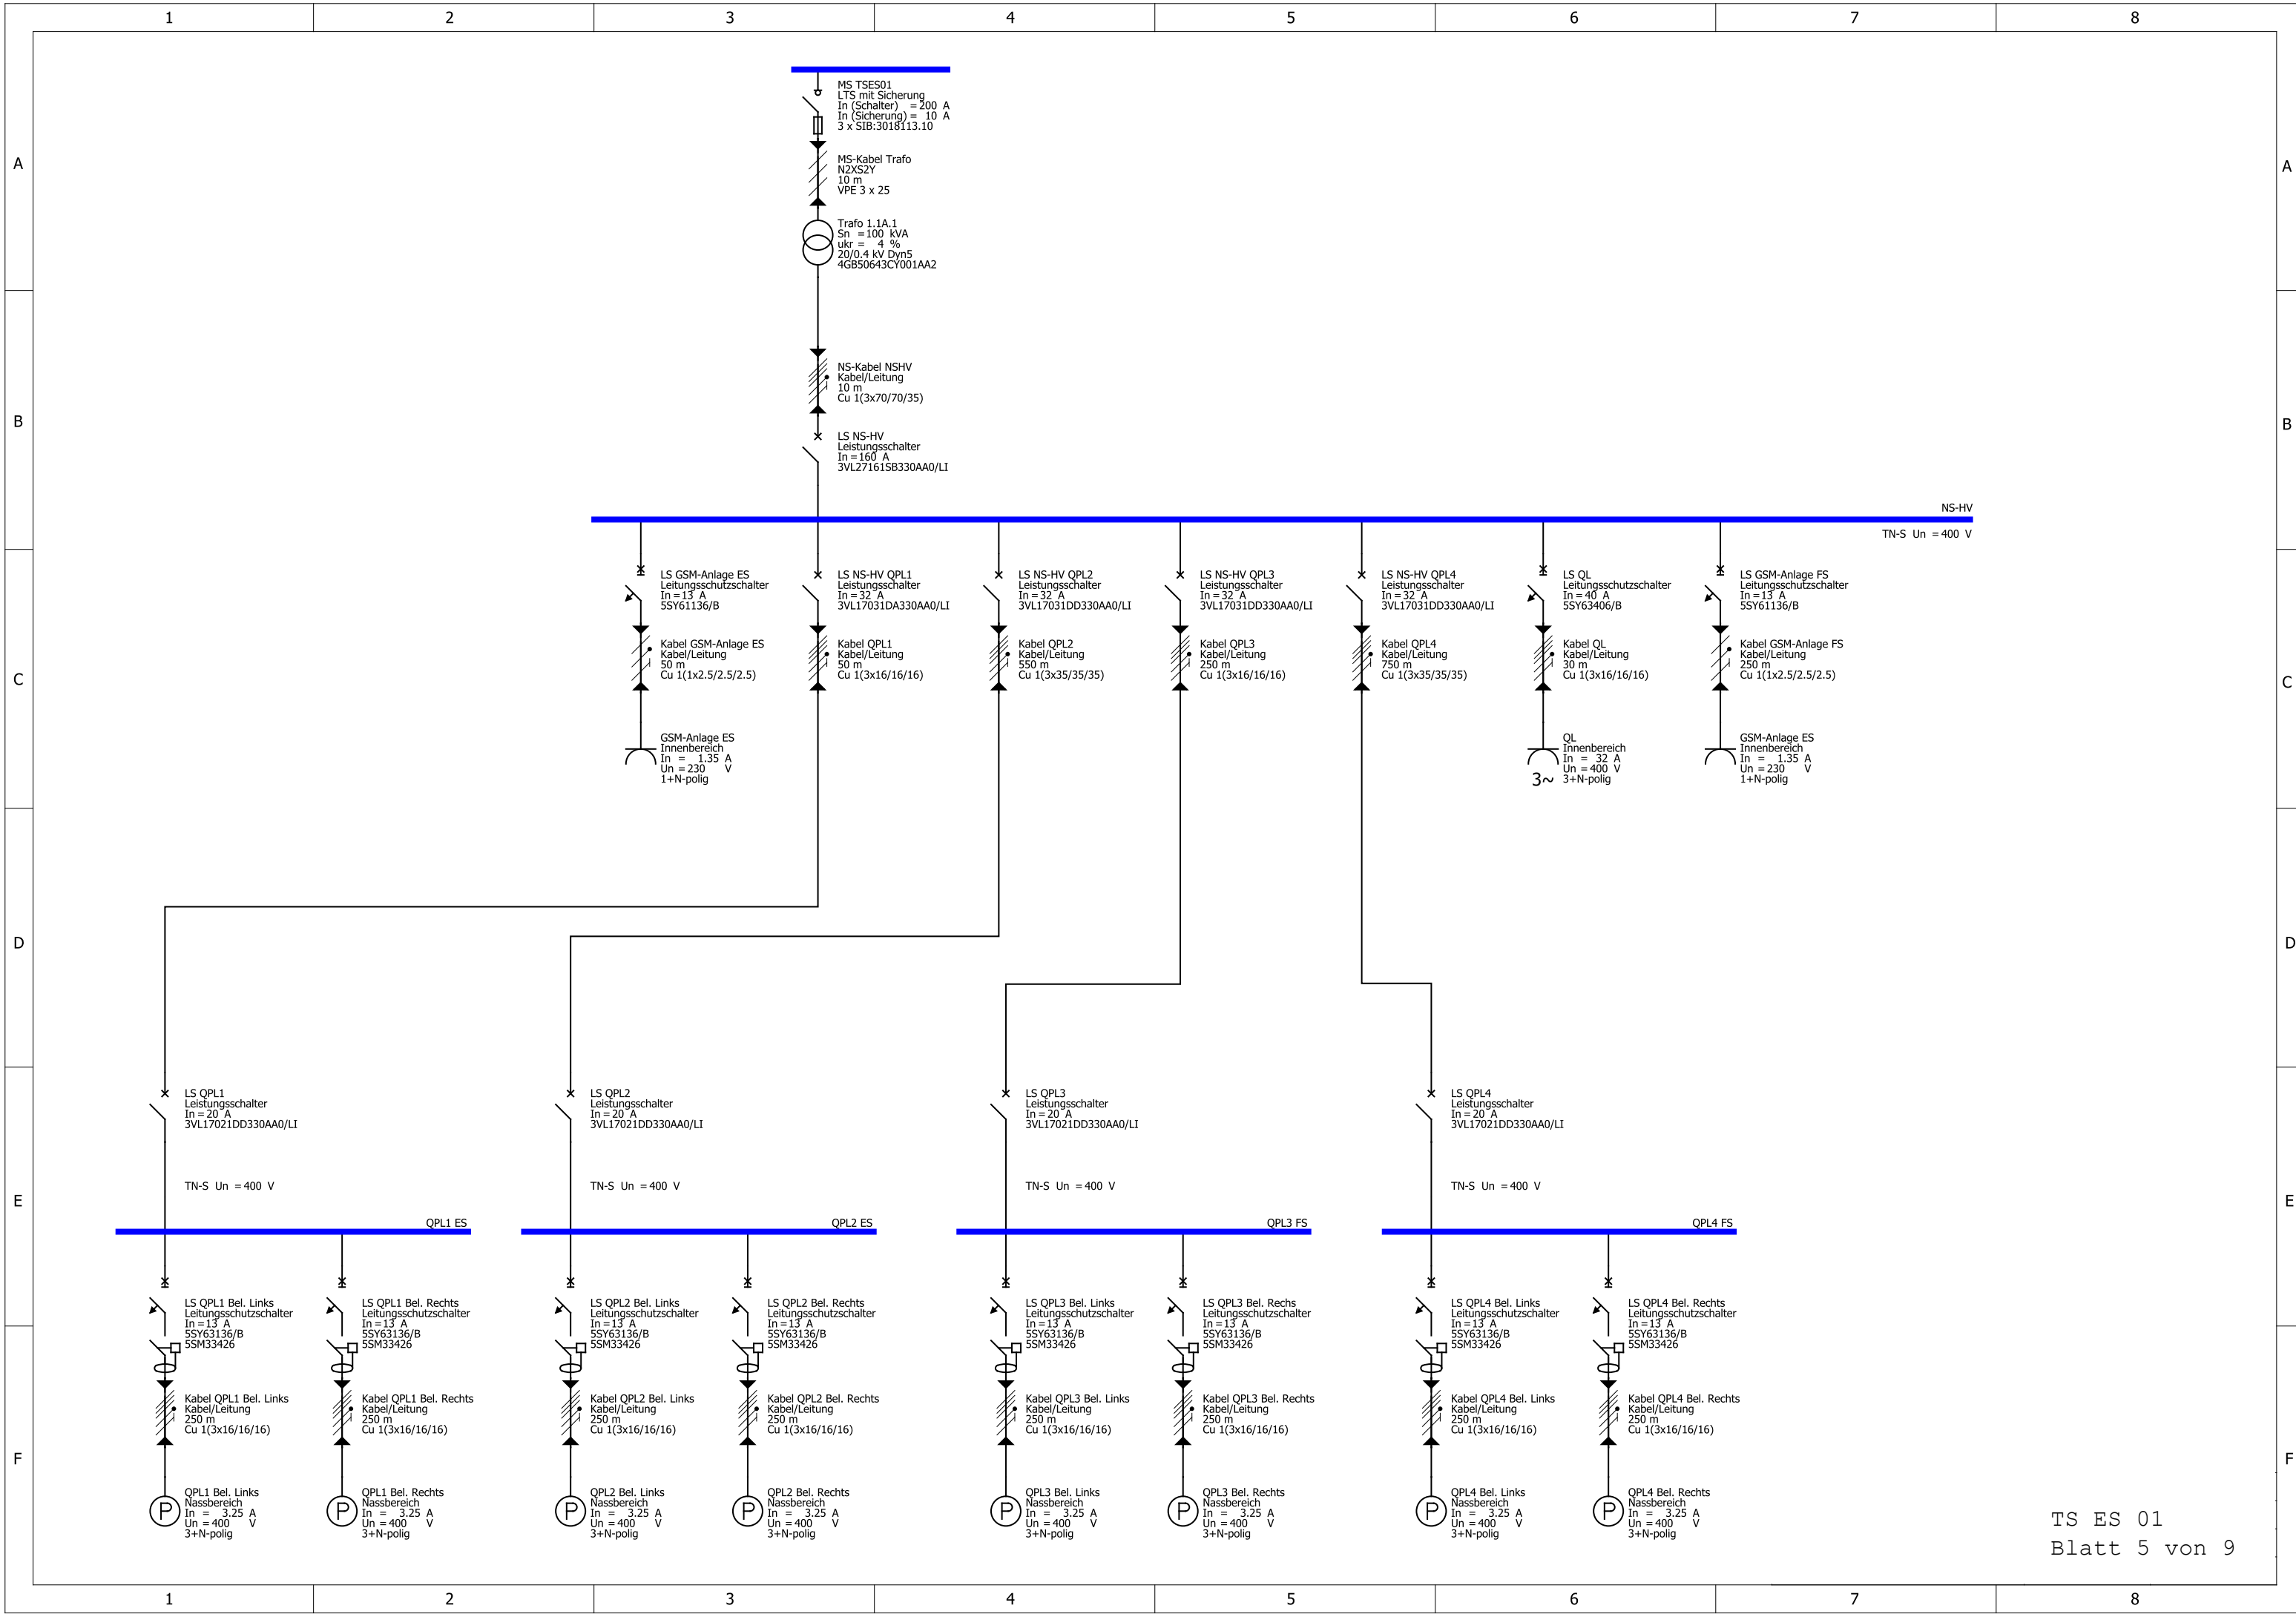 1 2 3 4 5 6 7 8
A A
MS TSES01
LTS mit Sicherung
In (Schalter) = 200 A
In (Sicherung) = 10 A
3 x SIB:3018113.10
MS-Kabel Trafo
N2XS2Y
10 m
VPE 3 x 25
Trafo 1.1A.1
Sn = 100 kVA
ukr = 4 %
20/0.4 kV Dyn5
4GB50643CY001AA2
B B
NS-Kabel NSHV
Kabel/Leitung
10 m
Cu 1(3x70/70/35)
LS NS-HV
Leistungsschalter
In = 160 A
3VL27161SB330AA0/LI
NS-HV
TN-S Un = 400 V
C C
LS GSM-Anlage ES
Leitungsschutzschalter
In = 13 A
5SY61136/B
Kabel GSM-Anlage ES
Kabel/Leitung
50 m
Cu 1(1x2.5/2.5/2.5)
GSM-Anlage ES
Innenbereich
In = 1.35 A
Un = 230 V
1+N-polig
LS NS-HV QPL1
Leistungsschalter
In = 32 A
3VL17031DA330AA0/LI
Kabel QPL1
Kabel/Leitung
50 m
Cu 1(3x16/16/16)
LS NS-HV QPL2
Leistungsschalter
In = 32 A
3VL17031DD330AA0/LI
Kabel QPL2
Kabel/Leitung
550 m
Cu 1(3x35/35/35)
LS NS-HV QPL3
Leistungsschalter
In = 32 A
3VL17031DD330AA0/LI
Kabel QPL3
Kabel/Leitung
250 m
Cu 1(3x16/16/16)
LS NS-HV QPL4
Leistungsschalter
In = 32 A
3VL17031DD330AA0/LI
Kabel QPL4
Kabel/Leitung
750 m
Cu 1(3x35/35/35)
LS QL
Leitungsschutzschalter
In = 40 A
5SY63406/B
Kabel QL
Kabel/Leitung
30 m
Cu 1(3x16/16/16)
QL
Innenbereich
In = 32 A
Un = 400 V
3+N-polig
3~
LS GSM-Anlage FS
Leitungsschutzschalter
In = 13 A
5SY61136/B
Kabel GSM-Anlage FS
Kabel/Leitung
250 m
Cu 1(1x2.5/2.5/2.5)
GSM-Anlage ES
Innenbereich
In = 1.35 A
Un = 230 V
1+N-polig
D D
E E
LS QPL1
Leistungsschalter
In = 20 A
3VL17021DD330AA0/LI
TN-S Un = 400 V
QPL1 ES
LS QPL2
Leistungsschalter
In = 20 A
3VL17021DD330AA0/LI
TN-S Un = 400 V
QPL2 ES
LS QPL3
Leistungsschalter
In = 20 A
3VL17021DD330AA0/LI
TN-S Un = 400 V
QPL3 FS
LS QPL4
Leistungsschalter
In = 20 A
3VL17021DD330AA0/LI
TN-S Un = 400 V
QPL4 FS
F F
LS QPL1 Bel. Links
Leitungsschutzschalter
In = 13 A
5SY63136/B
5SM33426
Kabel QPL1 Bel. Links
Kabel/Leitung
250 m
Cu 1(3x16/16/16)
P
QPL1 Bel. Links
Nassbereich
In = 3.25 A
Un = 400 V
3+N-polig
LS QPL1 Bel. Rechts
Leitungsschutzschalter
In = 13 A
5SY63136/B
5SM33426
Kabel QPL1 Bel. Rechts
Kabel/Leitung
250 m
Cu 1(3x16/16/16)
P
QPL1 Bel. Rechts
Nassbereich
In = 3.25 A
Un = 400 V
3+N-polig
LS QPL2 Bel. Links
Leitungsschutzschalter
In = 13 A
5SY63136/B
5SM33426
Kabel QPL2 Bel. Links
Kabel/Leitung
250 m
Cu 1(3x16/16/16)
P
QPL2 Bel. Links
Nassbereich
In = 3.25 A
Un = 400 V
3+N-polig
LS QPL2 Bel. Rechts
Leitungsschutzschalter
In = 13 A
5SY63136/B
5SM33426
Kabel QPL2 Bel. Rechts
Kabel/Leitung
250 m
Cu 1(3x16/16/16)
P
QPL2 Bel. Rechts
Nassbereich
In = 3.25 A
Un = 400 V
3+N-polig
LS QPL3 Bel. Links
Leitungsschutzschalter
In = 13 A
5SY63136/B
5SM33426
Kabel QPL3 Bel. Links
Kabel/Leitung
250 m
Cu 1(3x16/16/16)
P
QPL3 Bel. Links
Nassbereich
In = 3.25 A
Un = 400 V
3+N-polig
LS QPL3 Bel. Rechs
Leitungsschutzschalter
In = 13 A
5SY63136/B
5SM33426
Kabel QPL3 Bel. Rechts
Kabel/Leitung
250 m
Cu 1(3x16/16/16)
P
QPL3 Bel. Rechts
Nassbereich
In = 3.25 A
Un = 400 V
3+N-polig
LS QPL4 Bel. Links
Leitungsschutzschalter
In = 13 A
5SY63136/B
5SM33426
Kabel QPL4 Bel. Links
Kabel/Leitung
250 m
Cu 1(3x16/16/16)
P
QPL4 Bel. Links
Nassbereich
In = 3.25 A
Un = 400 V
3+N-polig
LS QPL4 Bel. Rechts
Leitungsschutzschalter
In = 13 A
5SY63136/B
5SM33426
Kabel QPL4 Bel. Rechts
Kabel/Leitung
250 m
Cu 1(3x16/16/16)
P
QPL4 Bel. Rechts
Nassbereich
In = 3.25 A
Un = 400 V
3+N-polig
TS ES 01
Blatt 5 von 9
1 2 3 4 5 6 7 8